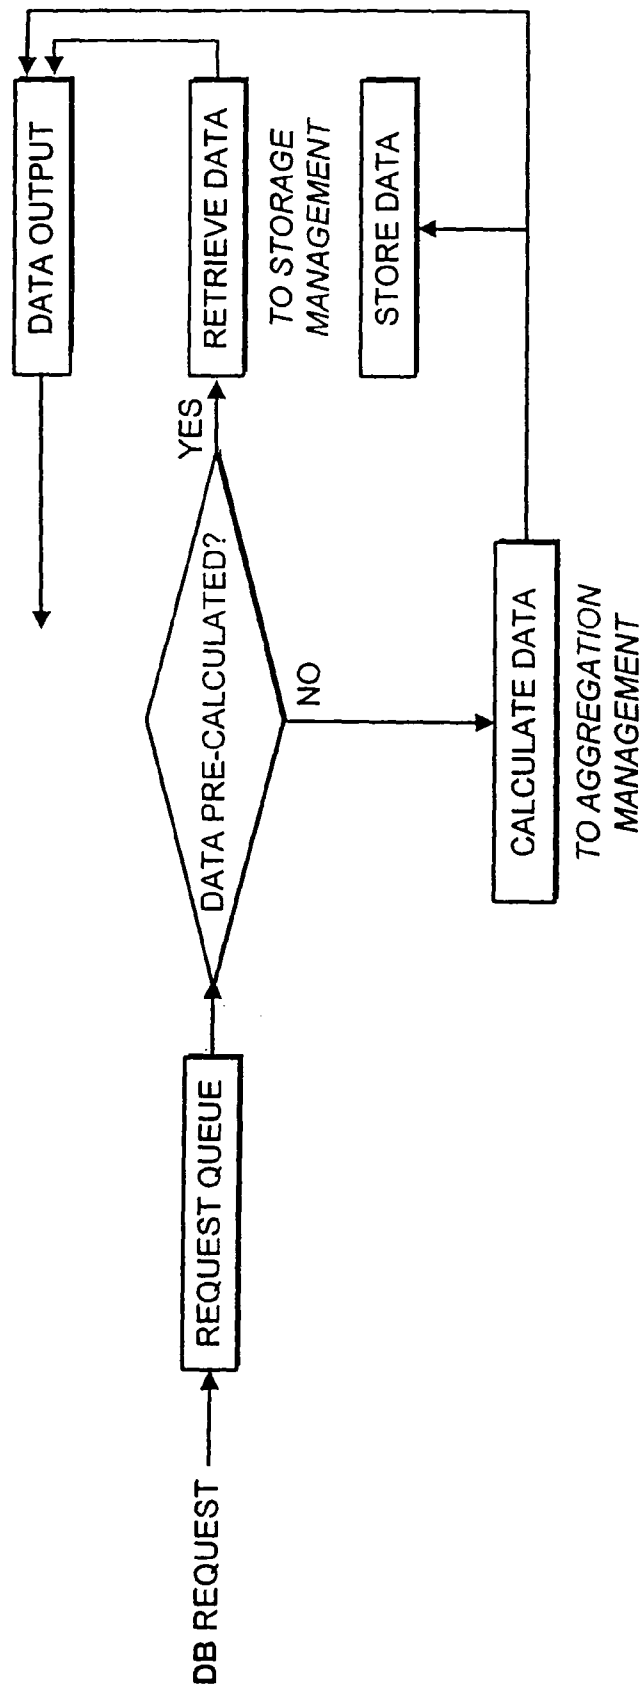 DB REQUEST
REQUEST QUEUE
DATA PRE-CALCULATED?
YES
NO
DATA OUTPUT
RETRIEVE DATA
TO STORAGE
MANAGEMENT
STORE DATA
CALCULATE DATA
TO AGGREGATION
MANAGEMENT